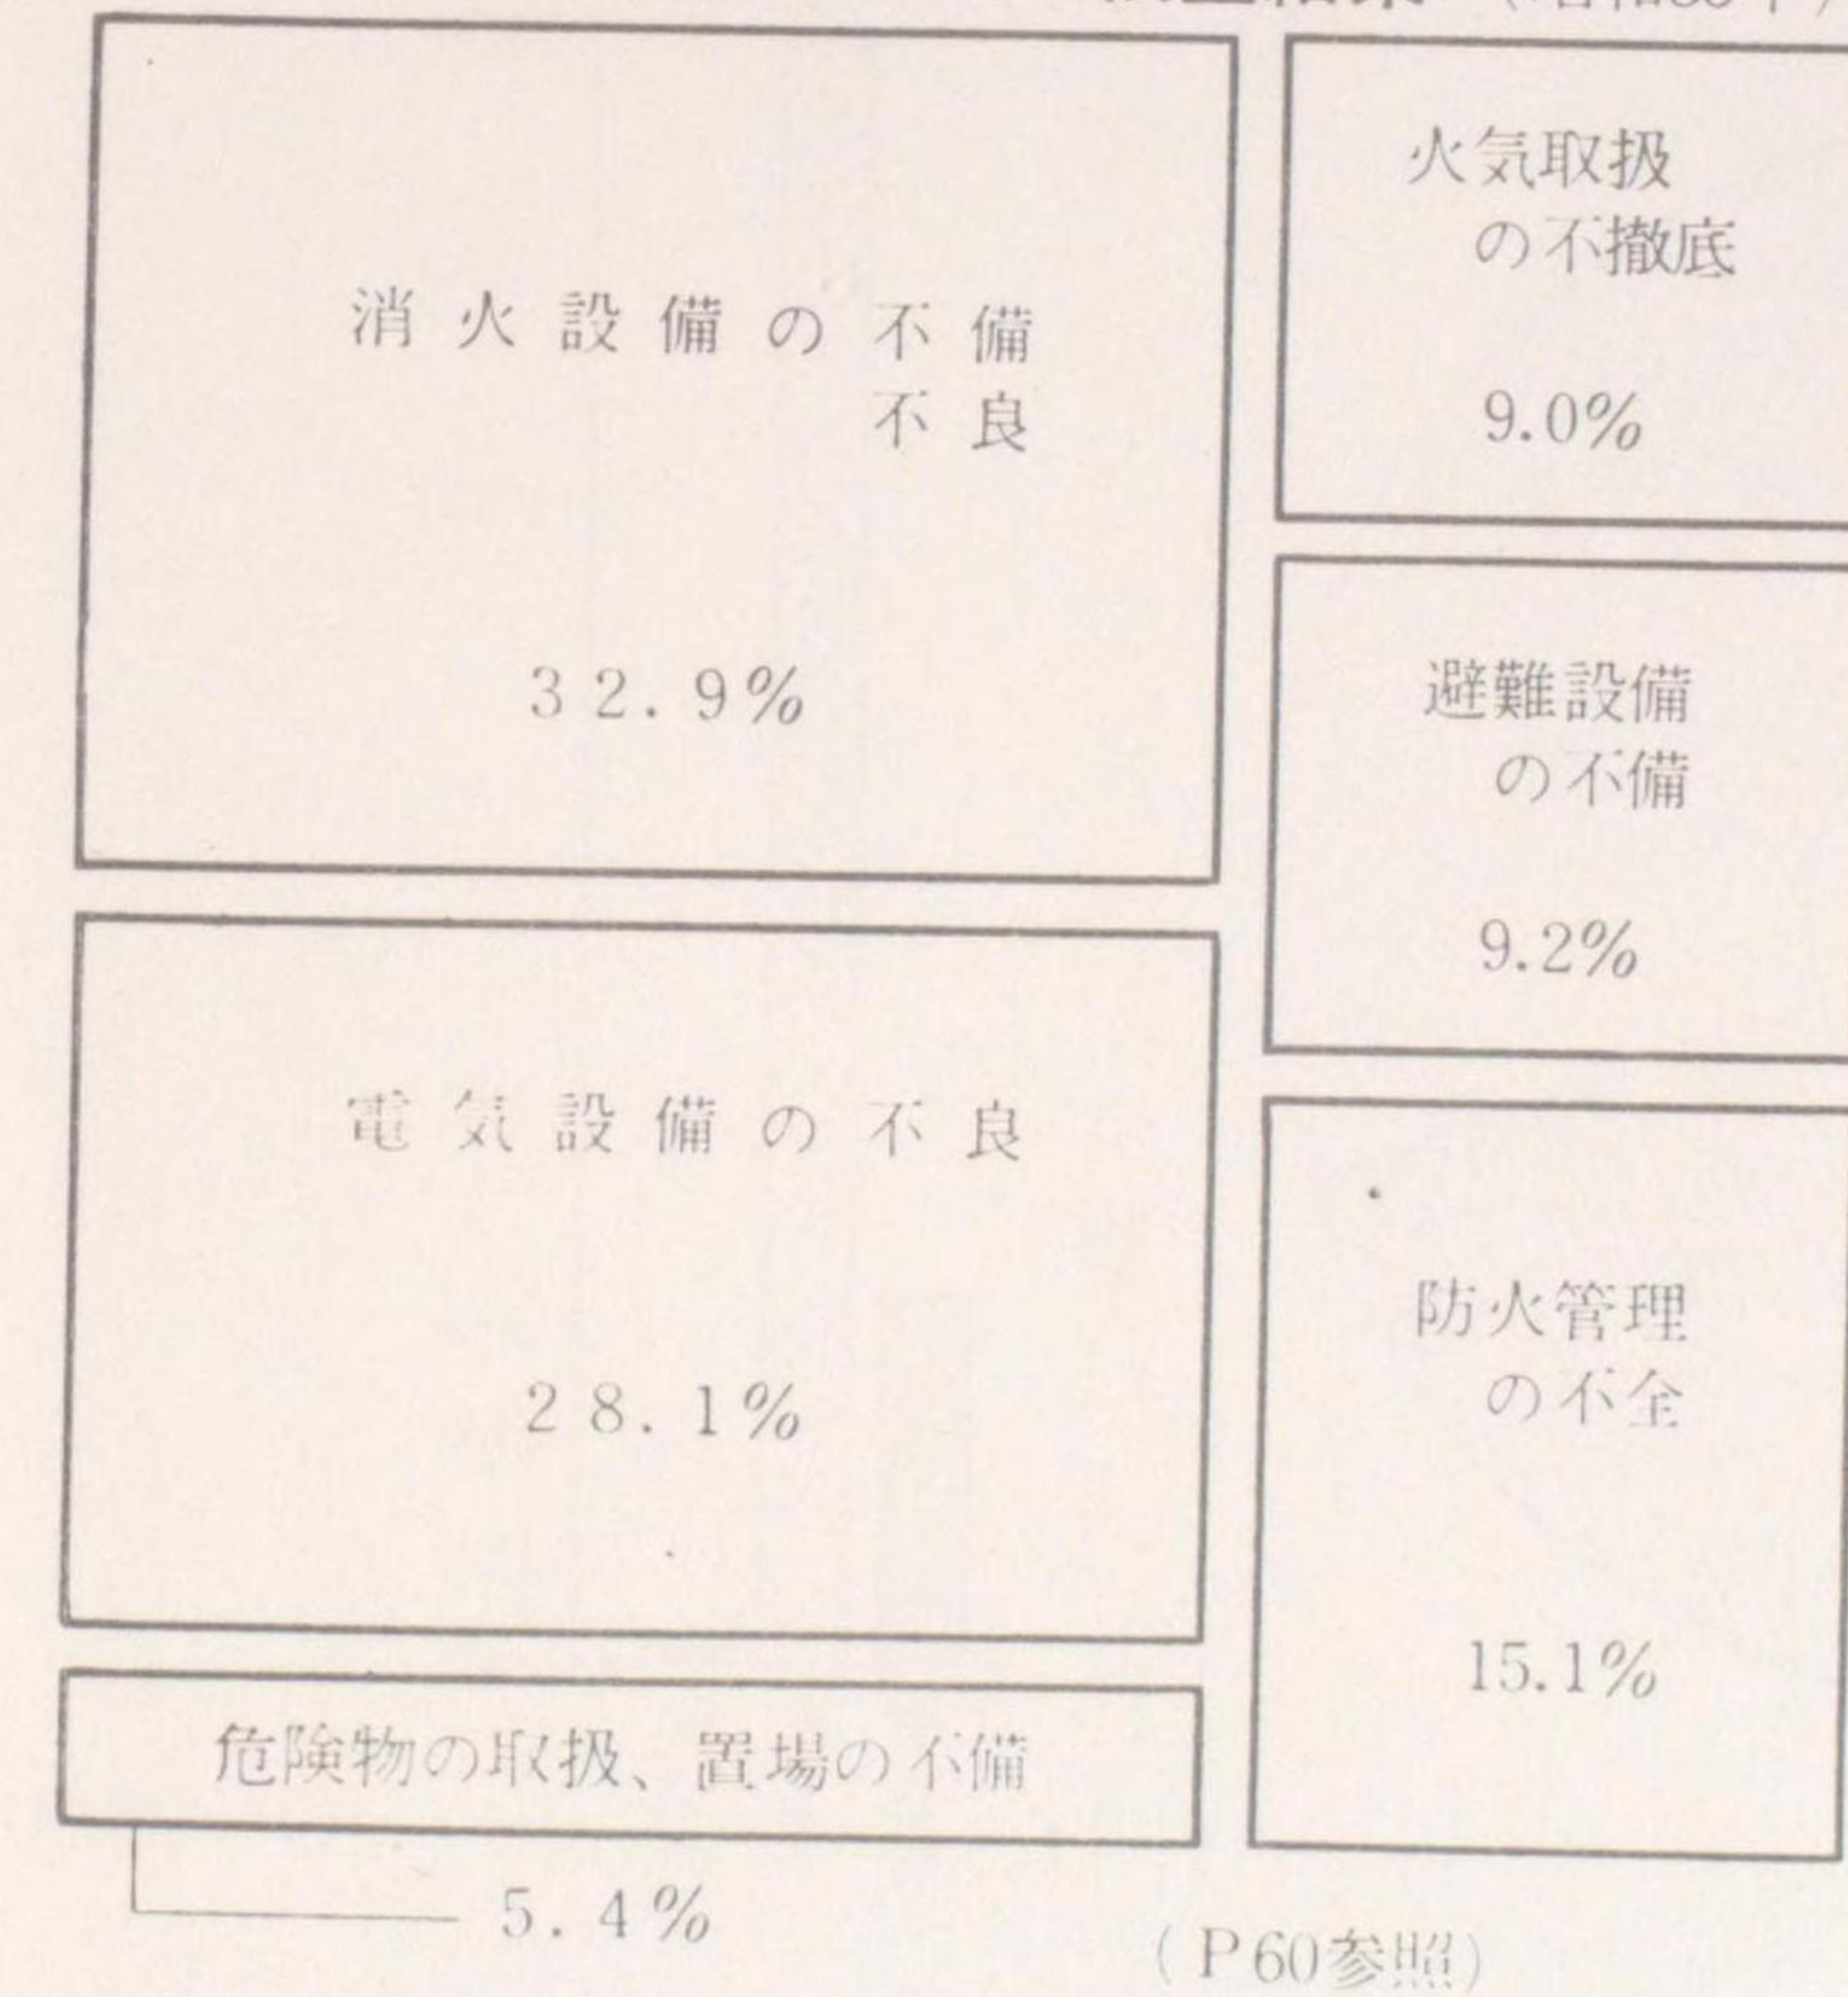 結果
消火設備の不備
不良
32.9%
電気設備の不良
28.1%
危険物の取扱、置場の不備
5.4%
火気取扱
の不撤底
9.0%
避難設備
の不備
9.2%
防火管理
の不全
15.1%
(P60参照)